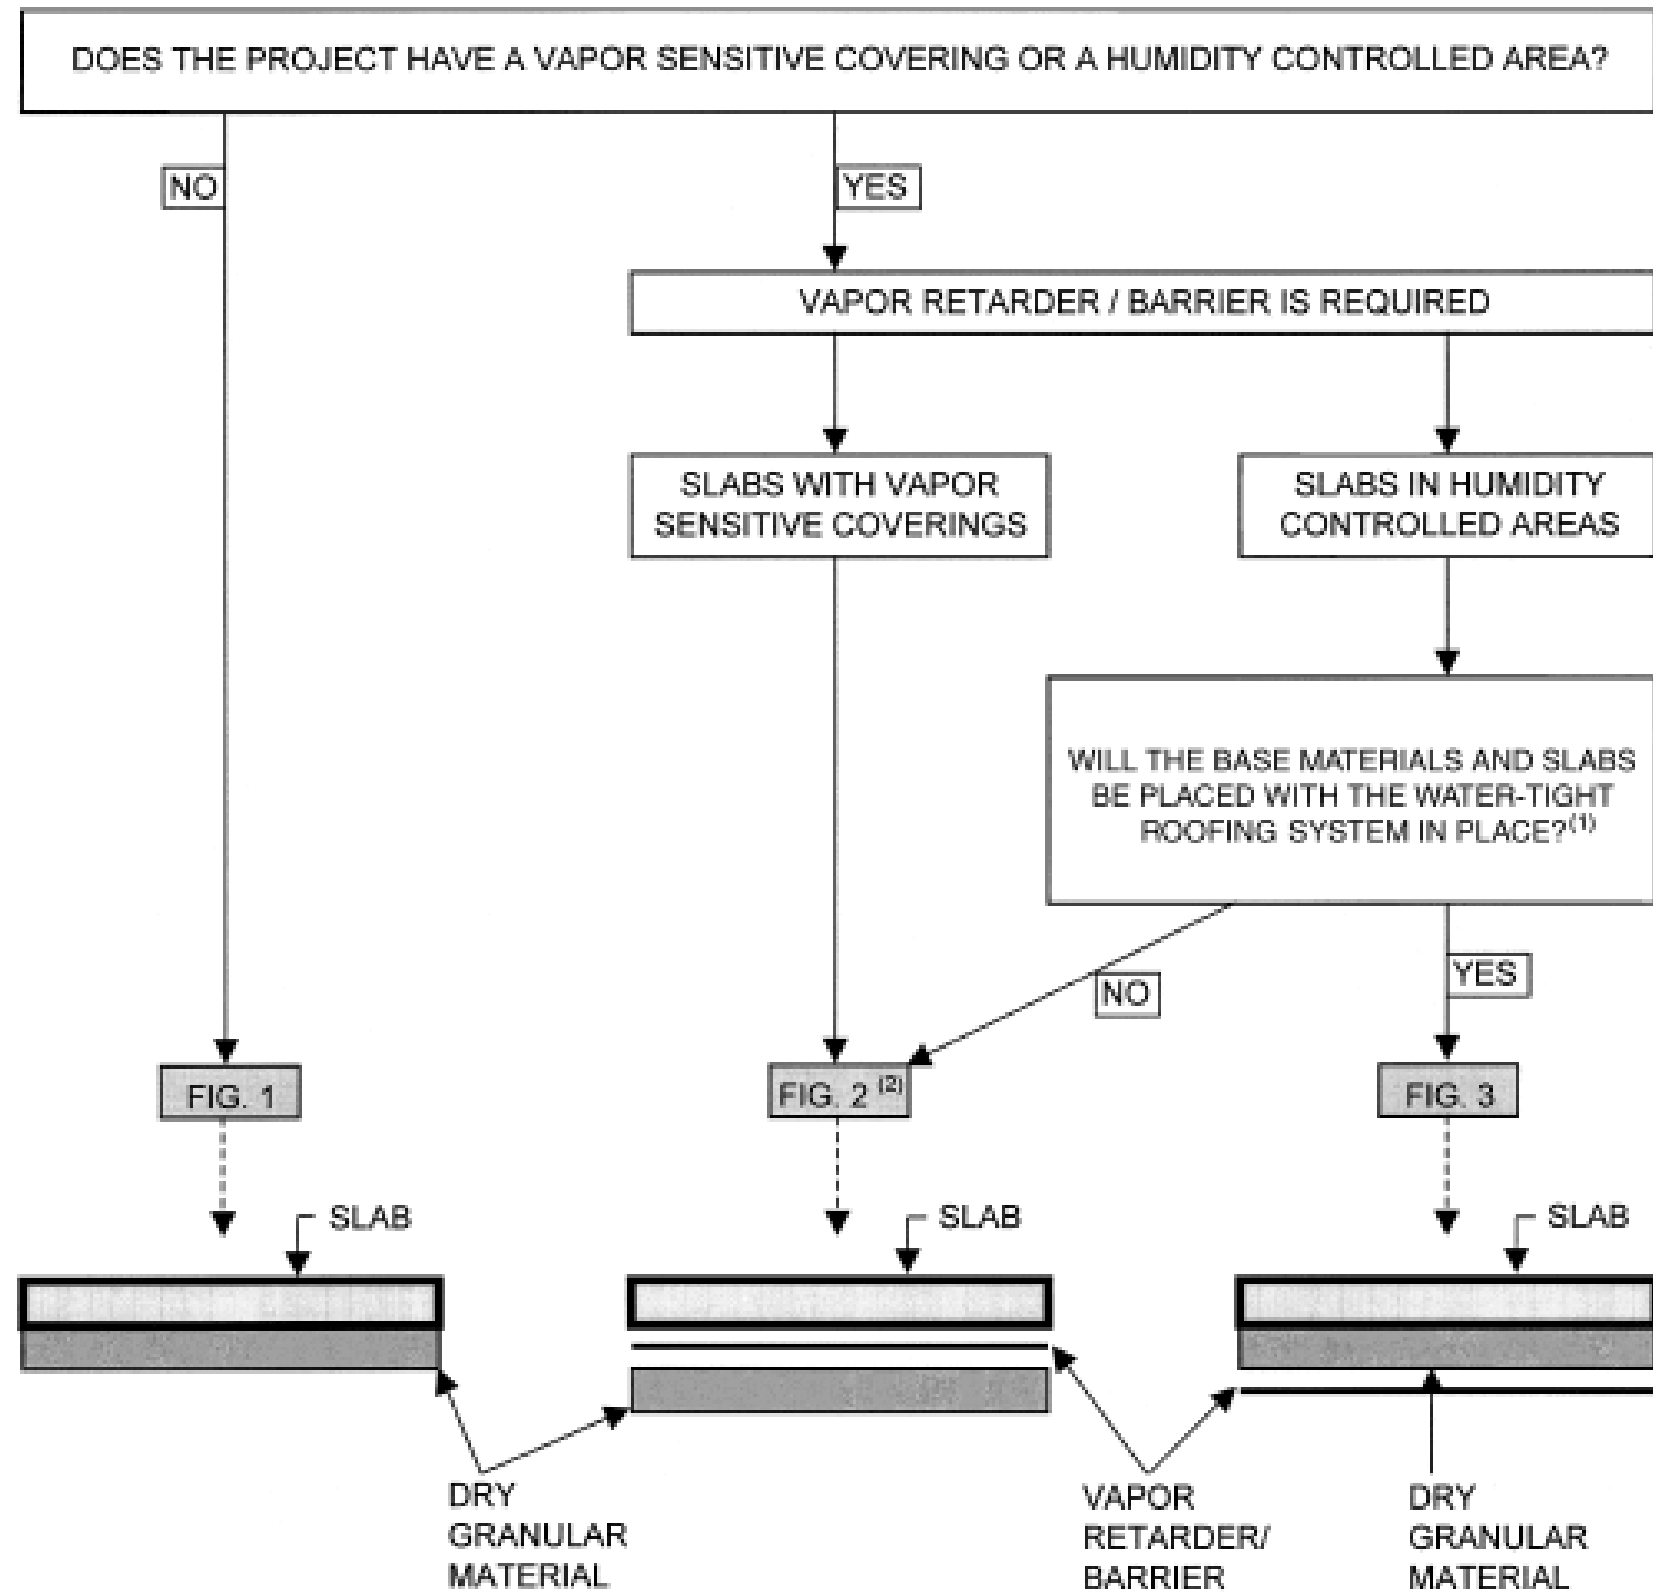 DOES THE PROJECT HAVE A VAPOR SENSITIVE COVERING OR A HUMIDITY CONTROLLED AREA?
NO
YES
VAPOR RETARDER / BARRIER IS REQUIRED
SLABS WITH VAPOR
SENSITIVE COVERINGS
SLABS IN HUMIDITY
CONTROLLED AREAS
WILL THE BASE MATERIALS AND SLABS
BE PLACED WITH THE WATER-TIGHT
ROOFING SYSTEM IN PLACE?(1)
NO
YES
FIG. 1
FIG. 2 (2)
FIG. 3
SLAB
SLAB
SLAB
DRY
GRANULAR
MATERIAL
VAPOR
RETARDER/
BARRIER
DRY
GRANULAR
MATERIAL